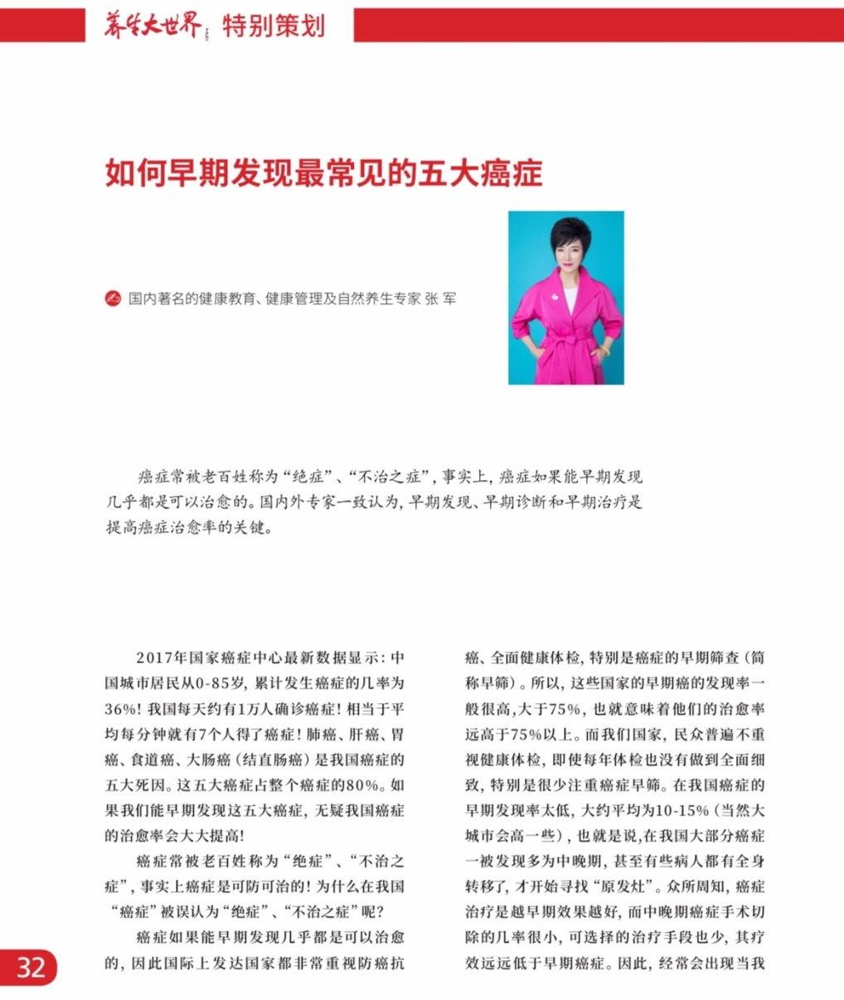 养生大世界 特别策划
如何早期发现最常见的五大癌症
国内著名的健康教育、健康管理及自然养生专家 张 军
癌症常被老百姓称为“绝症”、“不治之症”，事实上，癌症如果能早期发现
几乎都是可以治愈的。国内外专家一致认为，早期发现、早期诊断和早期治疗是
提高癌症治愈率的关键。
2017年国家癌症中心最新数据显示：中
国城市居民从0-85岁，累计发生癌症的几率为
36%！我国每天约有1万人确诊癌症！相当于平
均每分钟就有7个人得了癌症！肺癌、肝癌、胃
癌、食道癌、大肠癌（结直肠癌）是我国癌症的
五大死因。这五大癌症占整个癌症的80%。如
果我们能早期发现这五大癌症，无疑我国癌症
的治愈率会大大提高！
癌症常被老百姓称为“绝症”、“不治之
症”，事实上癌症是可防可治的！为什么在我国
“癌症”被误认为“绝症”、“不治之症”呢？
癌症如果能早期发现几乎都是可以治愈
的，因此国际上发达国家都非常重视防癌抗
癌、全面健康体检，特别是癌症的早期筛查（简
称早筛）。所以，这些国家的早期癌的发现率一
般很高,大于75%，也就意味着他们的治愈率
远高于75%以上。而我们国家，民众普遍不重
视健康体检，即使每年体检也没有做到全面细
致，特别是很少注重癌症早筛。在我国癌症的
早期发现率太低，大约平均为10-15%（当然大
城市会高一些），也就是说,在我国大部分癌症
一被发现多为中晚期，甚至有些病人都有全身
转移了，才开始寻找“原发灶”。众所周知，癌症
治疗是越早期效果越好，而中晚期癌症手术切
除的几率很小，可选择的治疗手段也少，其疗
效远远低于早期癌症。因此，经常会出现当我
32